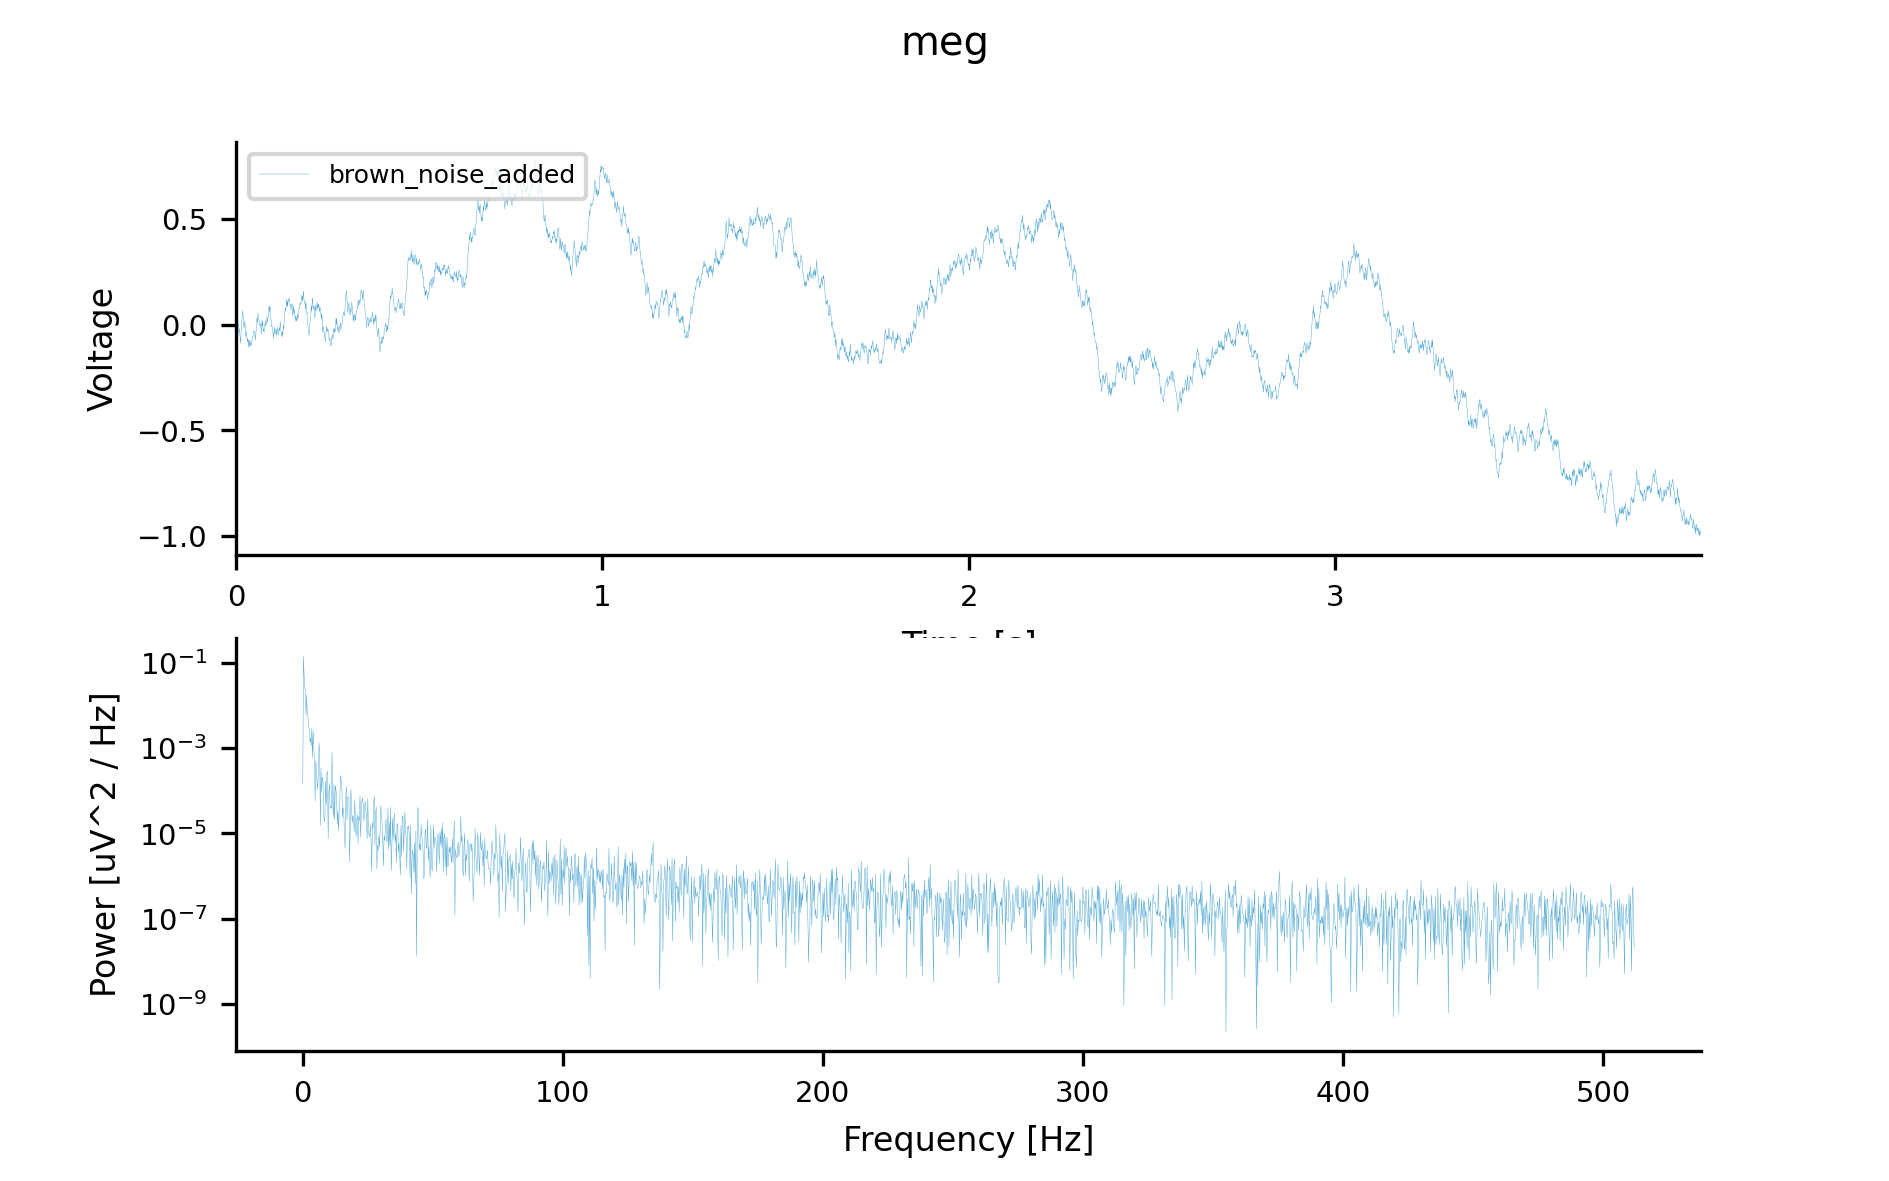 meg
brown_noise_added
Voltage
0.5
0.0
−0.5
−1.0
0 1 2 3
Time [s]
Power [uV^2 / Hz]
10⁻¹
10⁻³
10⁻⁵
10⁻⁷
10⁻⁹
0 100 200 300 400 500
Frequency [Hz]